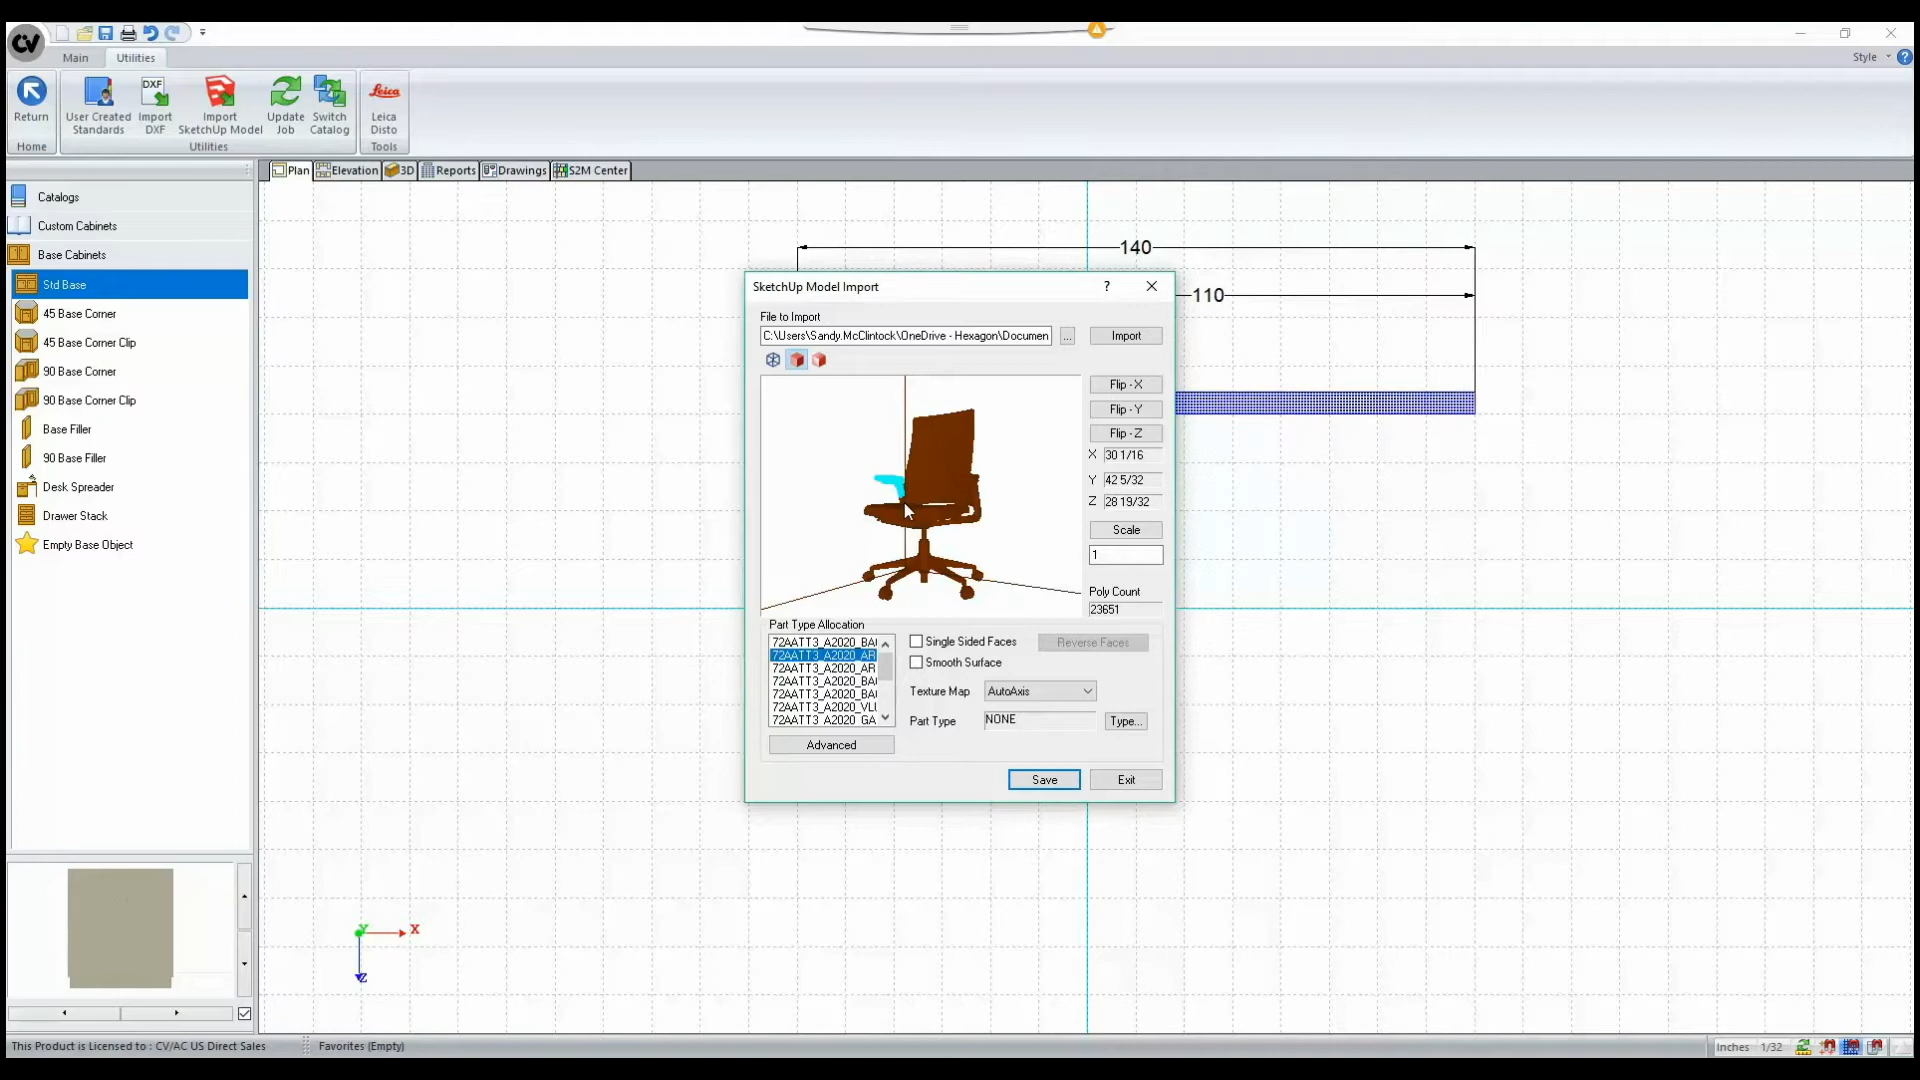 CV
Main
Utilities
Style
Return
User Created
Standards
DXF
Import
DXF
Import
SketchUp Model
Update
Job
Switch
Catalog
Leica
Leica
Disto
Home
Utilities
Tools
Plan
Elevation
3D
Reports
Drawings
S2M Center
Catalogs
Custom Cabinets
Base Cabinets
Std Base
45 Base Corner
45 Base Corner Clip
90 Base Corner
90 Base Corner Clip
Base Filler
90 Base Filler
Desk Spreader
Drawer Stack
Empty Base Object
140
110
SketchUp Model Import
?
File to Import
C:\Users\Sandy.McClintock\OneDrive - Hexagon\Documen
...
Import
Flip - X
Flip - Y
Flip - Z
X 30 1/16
Y 42 5/32
Z 28 19/32
Scale
1
Poly Count
23651
Part Type Allocation
72AATT3_A2020_BA
72AATT3_A2020_AR
72AATT3_A2020_AR
72AATT3_A2020_BA
72AATT3_A2020_BA
72AATT3_A2020_VL
72AATT3_A2020_GA
Single Sided Faces
Reverse Faces
Smooth Surface
Texture Map AutoAxis
Part Type NONE Type...
Advanced
Save
Exit
Y
X
Z
This Product is Licensed to : CV/AC US Direct Sales
Favorites (Empty)
Inches 1/32